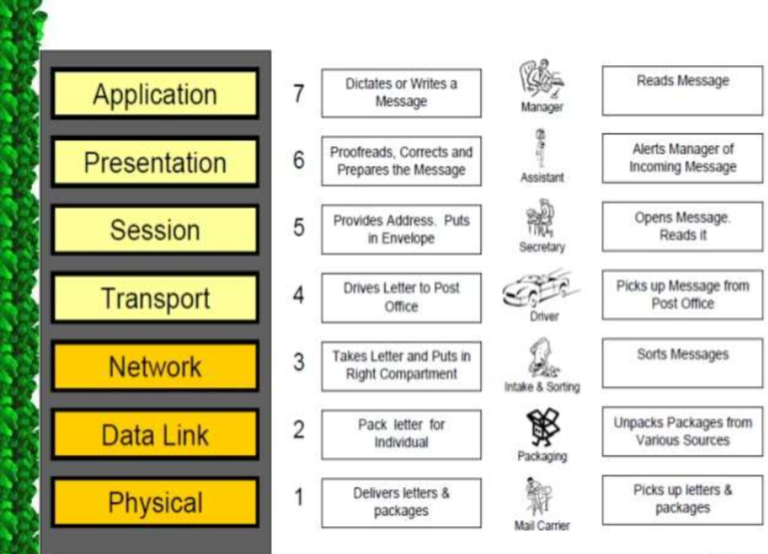 Application
7
Dictates or Writes a
Message
Manager
Reads Message
Presentation
6
Proofreads, Corrects and
Prepares the Message
Assistant
Alerts Manager of
Incoming Message
Session
5
Provides Address. Puts
in Envelope
Secretary
Opens Message.
Reads it
Transport
4
Drives Letter to Post
Office
Driver
Picks up Message from
Post Office
Network
3
Takes Letter and Puts in
Right Compartment
Intake & Sorting
Sorts Messages
Data Link
2
Pack letter for
Individual
Packaging
Unpacks Packages from
Various Sources
Physical
1
Delivers letters &
packages
Mail Carrier
Picks up letters &
packages